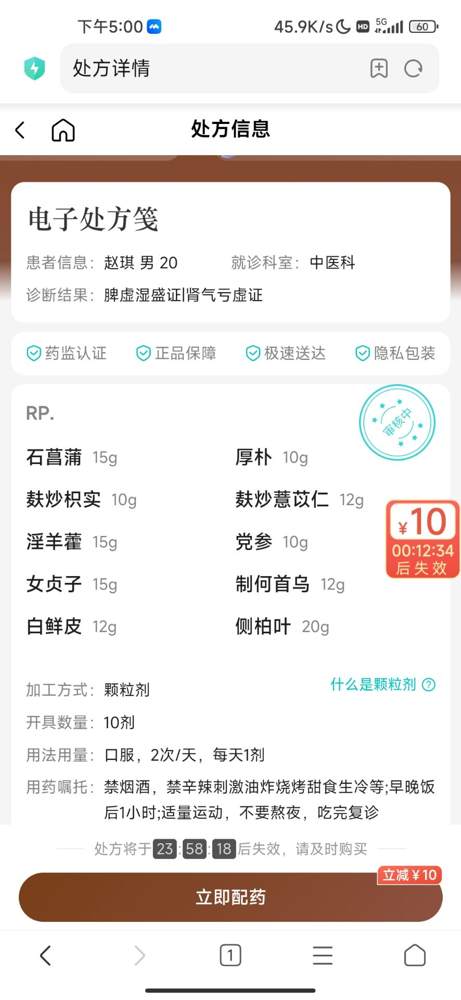 下午5:00
45.9K/s HD 5G 60
处方详情
处方信息
电子处方笺
患者信息： 赵琪 男 20 就诊科室： 中医科
诊断结果： 脾虚湿盛证|肾气亏虚证
药监认证 正品保障 极速送达 隐私包装
RP.
审核中
石菖蒲 15g 厚朴 10g
麸炒枳实 10g 麸炒薏苡仁 12g
¥10
淫羊藿 15g 党参 10g
00:12:34
后失效
女贞子 15g 制何首乌 12g
白鲜皮 12g 侧柏叶 20g
加工方式： 颗粒剂 什么是颗粒剂 ?
开具数量： 10剂
用法用量： 口服，2次/天，每天1剂
用药嘱托： 禁烟酒，禁辛辣刺激油炸烧烤甜食生冷等;早晚饭
后1小时;适量运动，不要熬夜，吃完复诊
处方将于23:58:18后失效，请及时购买
立减¥10
立即配药
1